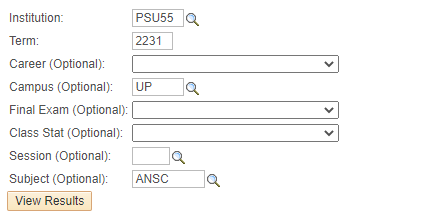 Institution: PSU55
Term: 2231
Career (Optional):
Campus (Optional): UP
Final Exam (Optional):
Class Stat (Optional):
Session (Optional):
Subject (Optional): ANSC
View Results